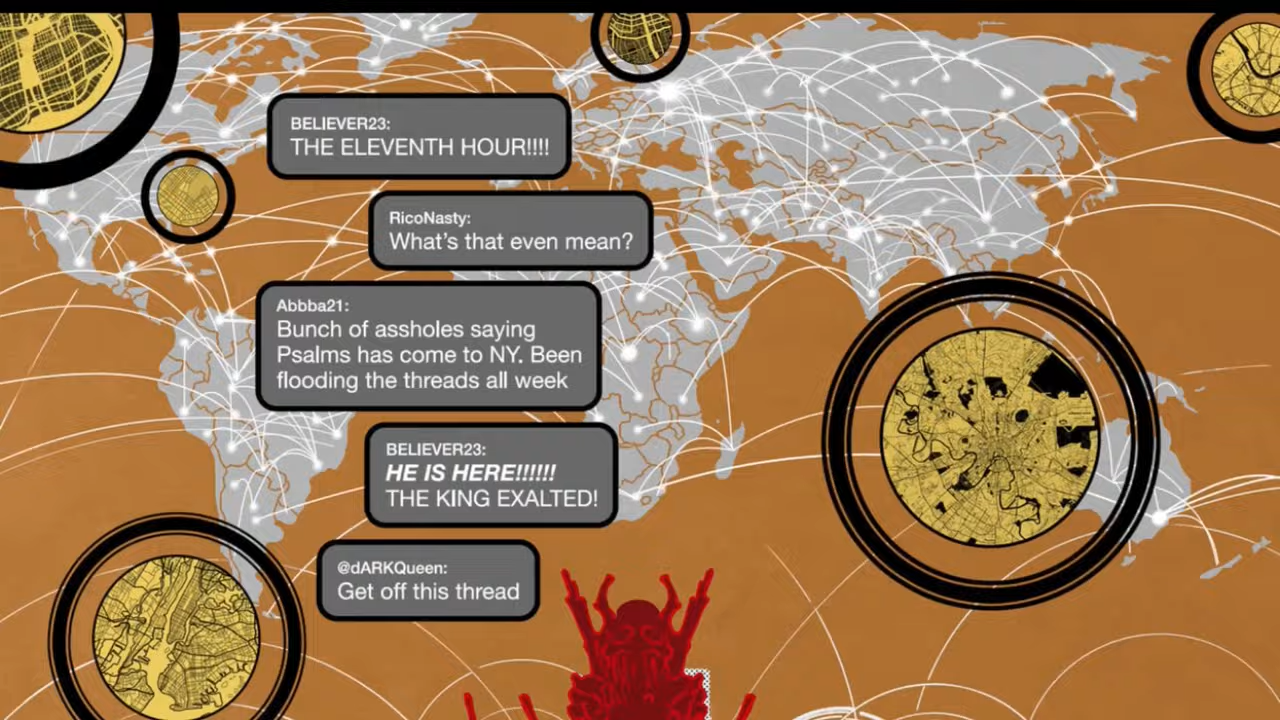 BELIEVER23:
THE ELEVENTH HOUR!!!!
RicoNasty:
What's that even mean?
Abbba21:
Bunch of assholes saying
Psalms has come to NY. Been
flooding the threads all week
BELIEVER23:
HE IS HERE!!!!!!
THE KING EXALTED!
@dARKQueen:
Get off this thread